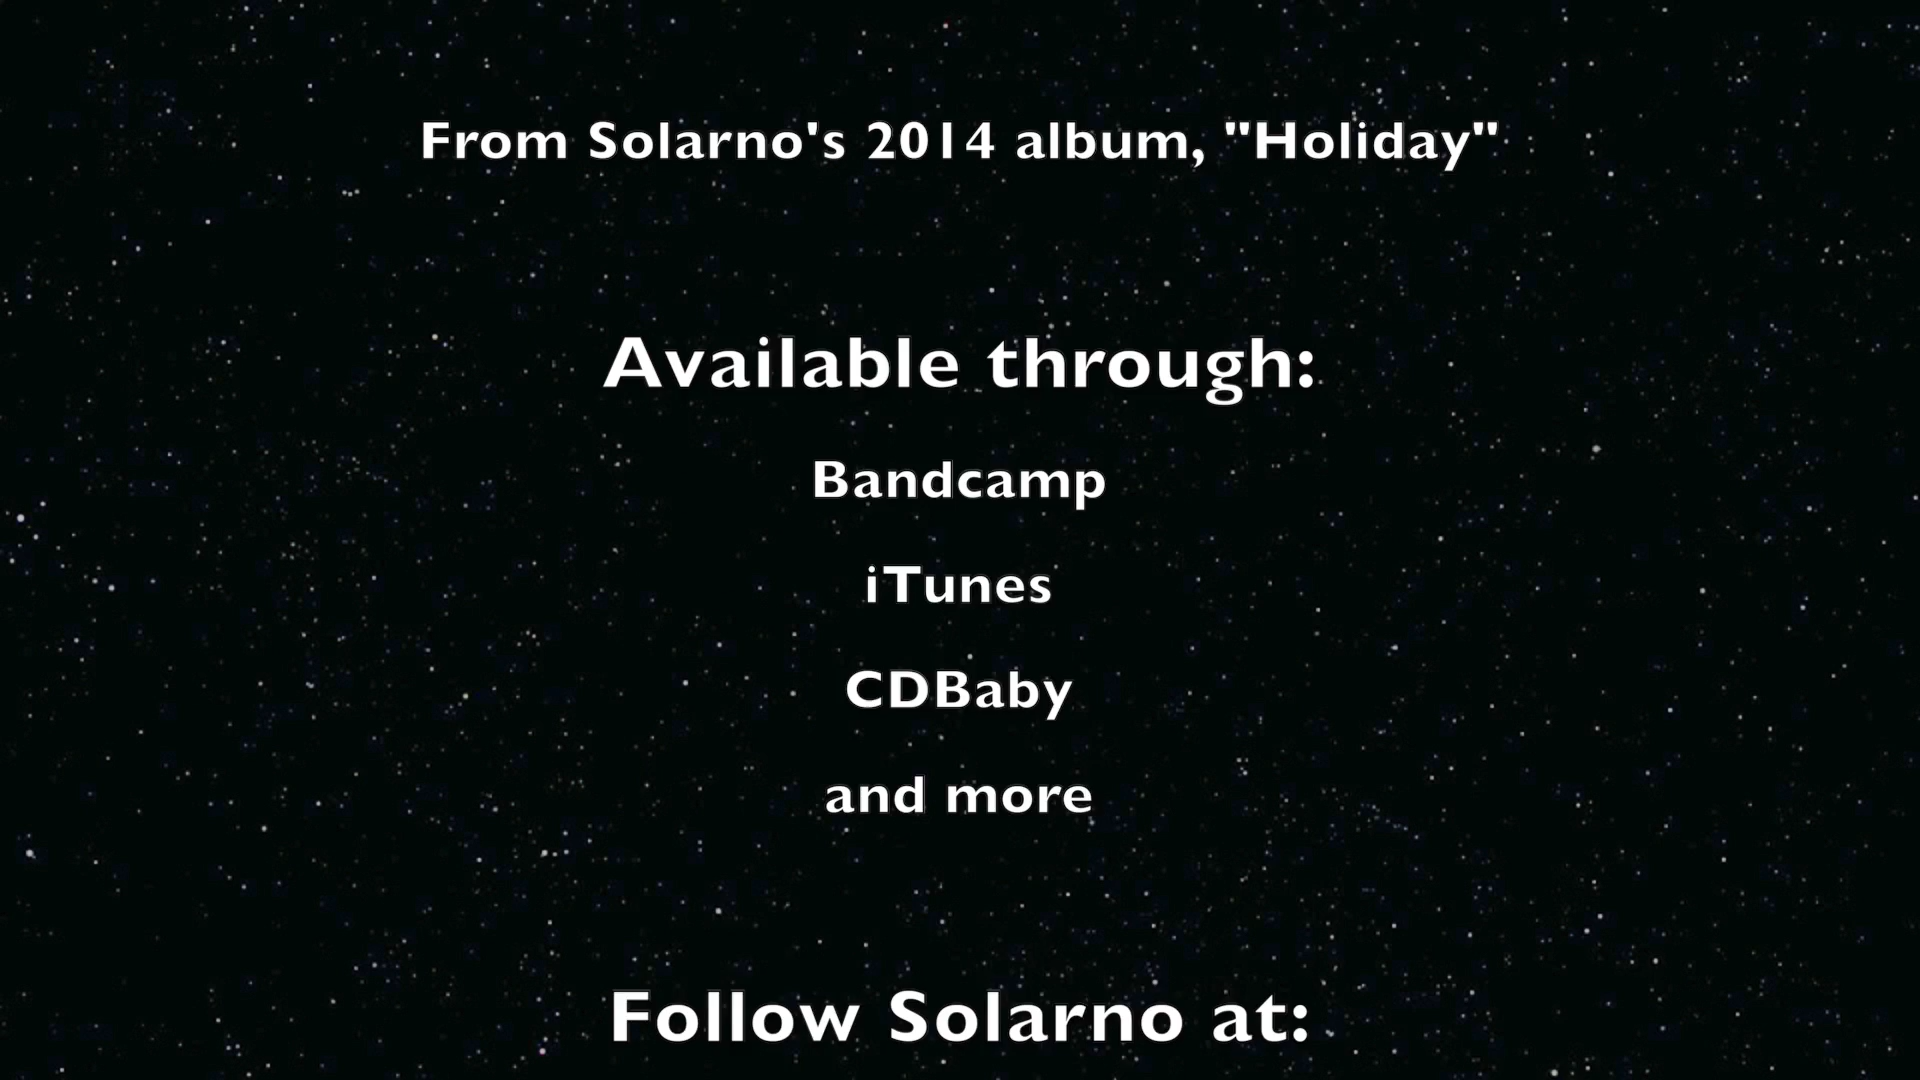 From Solarno's 2014 album, "Holiday"
Available through:
Bandcamp
iTunes
CDBaby
and more
Follow Solarno at: